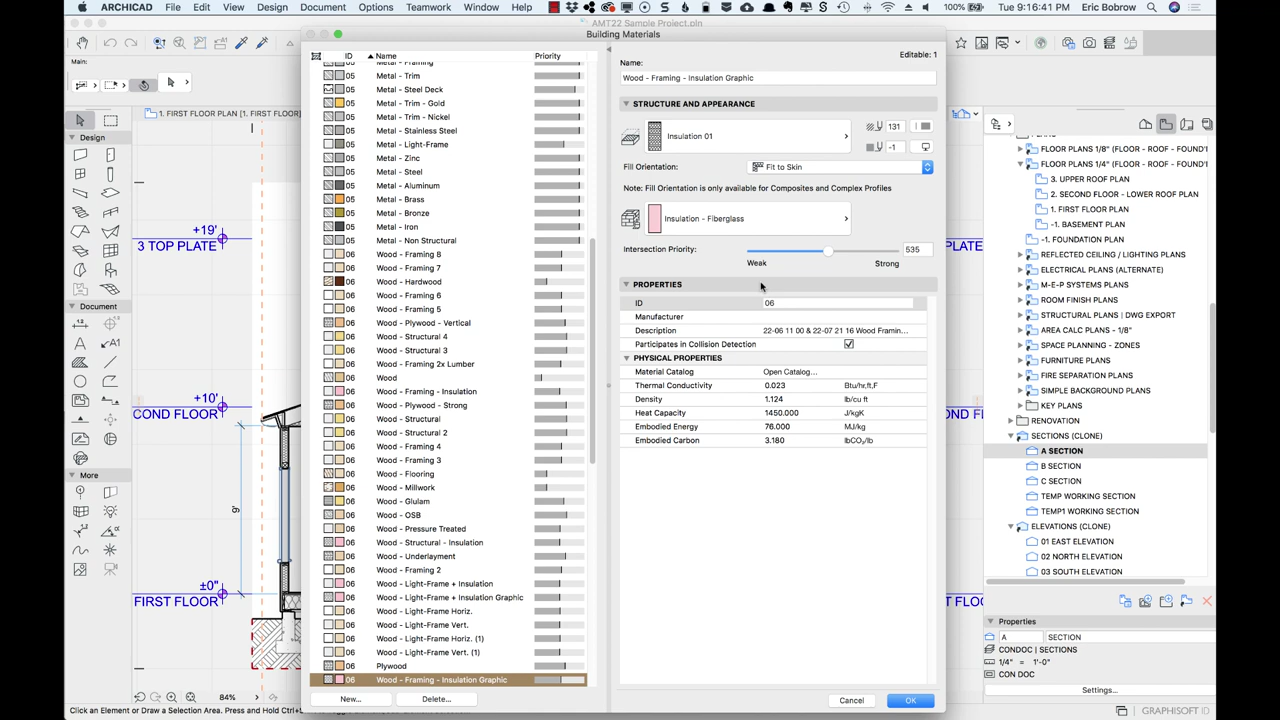 ARCHICAD File Edit View Design Document Options Teamwork Window Help 100% Sun Dec 29 9:16:41 PM Eric Bobrow
AMT22 Sample Project.pln
Building Materials
Main:
1. FIRST FLOOR PLAN [1. FIRST FLOOR]
Design
Document
More
+19'
3 TOP PLATE
+10'
COND FLOOR
9'
±0"
FIRST FLOOR
84%
Click an Element or Draw a Selection Area. Press and Hold Ctrl+
ID Name Priority
Metal - Framing
05 Metal - Trim
05 Metal - Steel Deck
05 Metal - Trim - Gold
05 Metal - Trim - Nickel
05 Metal - Stainless Steel
05 Metal - Light-Frame
05 Metal - Zinc
05 Metal - Steel
05 Metal - Aluminum
05 Metal - Brass
05 Metal - Bronze
05 Metal - Iron
05 Metal - Non Structural
06 Wood - Framing 8
06 Wood - Framing 7
06 Wood - Hardwood
06 Wood - Framing 6
06 Wood - Framing 5
06 Wood - Plywood - Vertical
06 Wood - Structural 4
06 Wood - Structural 3
06 Wood - Framing 2x Lumber
06 Wood
06 Wood - Framing - Insulation
06 Wood - Plywood - Strong
06 Wood - Structural
06 Wood - Structural 2
06 Wood - Framing 4
06 Wood - Framing 3
06 Wood - Flooring
06 Wood - Millwork
06 Wood - Glulam
06 Wood - OSB
06 Wood - Pressure Treated
06 Wood - Structural - Insulation
06 Wood - Underlayment
06 Wood - Framing 2
06 Wood - Light-Frame + Insulation
06 Wood - Light-Frame + Insulation Graphic
06 Wood - Light-Frame Horiz.
06 Wood - Light-Frame Vert.
06 Wood - Light-Frame Horiz. (1)
06 Wood - Light-Frame Vert. (1)
06 Plywood
06 Wood - Framing - Insulation Graphic
New... Delete...
Editable: 1
Name:
Wood - Framing - Insulation Graphic
STRUCTURE AND APPEARANCE
Insulation 01
131
-1
Fill Orientation: Fit to Skin
Note: Fill Orientation is only available for Composites and Complex Profiles
Insulation - Fiberglass
Intersection Priority: 535
Weak Strong
PROPERTIES
ID 06
Manufacturer
Description 22-06 11 00 & 22-07 21 16 Wood Framin...
Participates in Collision Detection
PHYSICAL PROPERTIES
Material Catalog Open Catalog...
Thermal Conductivity 0.023 Btu/hr,ft,F
Density 1.124 lb/cu ft
Heat Capacity 1450.000 J/kgK
Embodied Energy 76.000 MJ/kg
Embodied Carbon 3.180 lbCO₂/lb
Cancel OK
PLATE
COND F
ST FLO
FLOOR PLANS 1/8" (FLOOR - ROOF - FOUND'I
FLOOR PLANS 1/4" (FLOOR - ROOF - FOUND'I
3. UPPER ROOF PLAN
2. SECOND FLOOR - LOWER ROOF PLAN
1. FIRST FLOOR PLAN
-1. BASEMENT PLAN
-1. FOUNDATION PLAN
REFLECTED CEILING / LIGHTING PLANS
ELECTRICAL PLANS (ALTERNATE)
M-E-P SYSTEMS PLANS
ROOM FINISH PLANS
STRUCTURAL PLANS | DWG EXPORT
AREA CALC PLANS - 1/8"
SPACE PLANNING - ZONES
FURNITURE PLANS
FIRE SEPARATION PLANS
SIMPLE BACKGROUND PLANS
KEY PLANS
RENOVATION
SECTIONS (CLONE)
A SECTION
B SECTION
C SECTION
TEMP WORKING SECTION
TEMP1 WORKING SECTION
ELEVATIONS (CLONE)
01 EAST ELEVATION
02 NORTH ELEVATION
03 SOUTH ELEVATION
Properties
A SECTION
CONDOC | SECTIONS
1/4" = 1'-0"
CON DOC
Settings...
GRAPHISOFT ID